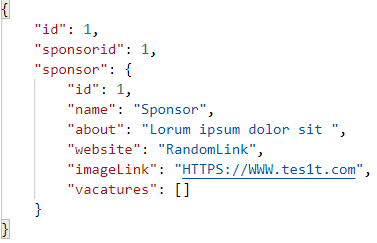 {
"id": 1,
"sponsorid": 1,
"sponsor": {
"id": 1,
"name": "Sponsor",
"about": "Lorum ipsum dolor sit ",
"website": "RandomLink",
"imageLink": "HTTPS://WWW.tes1t.com",
"vacatures": []
}
}